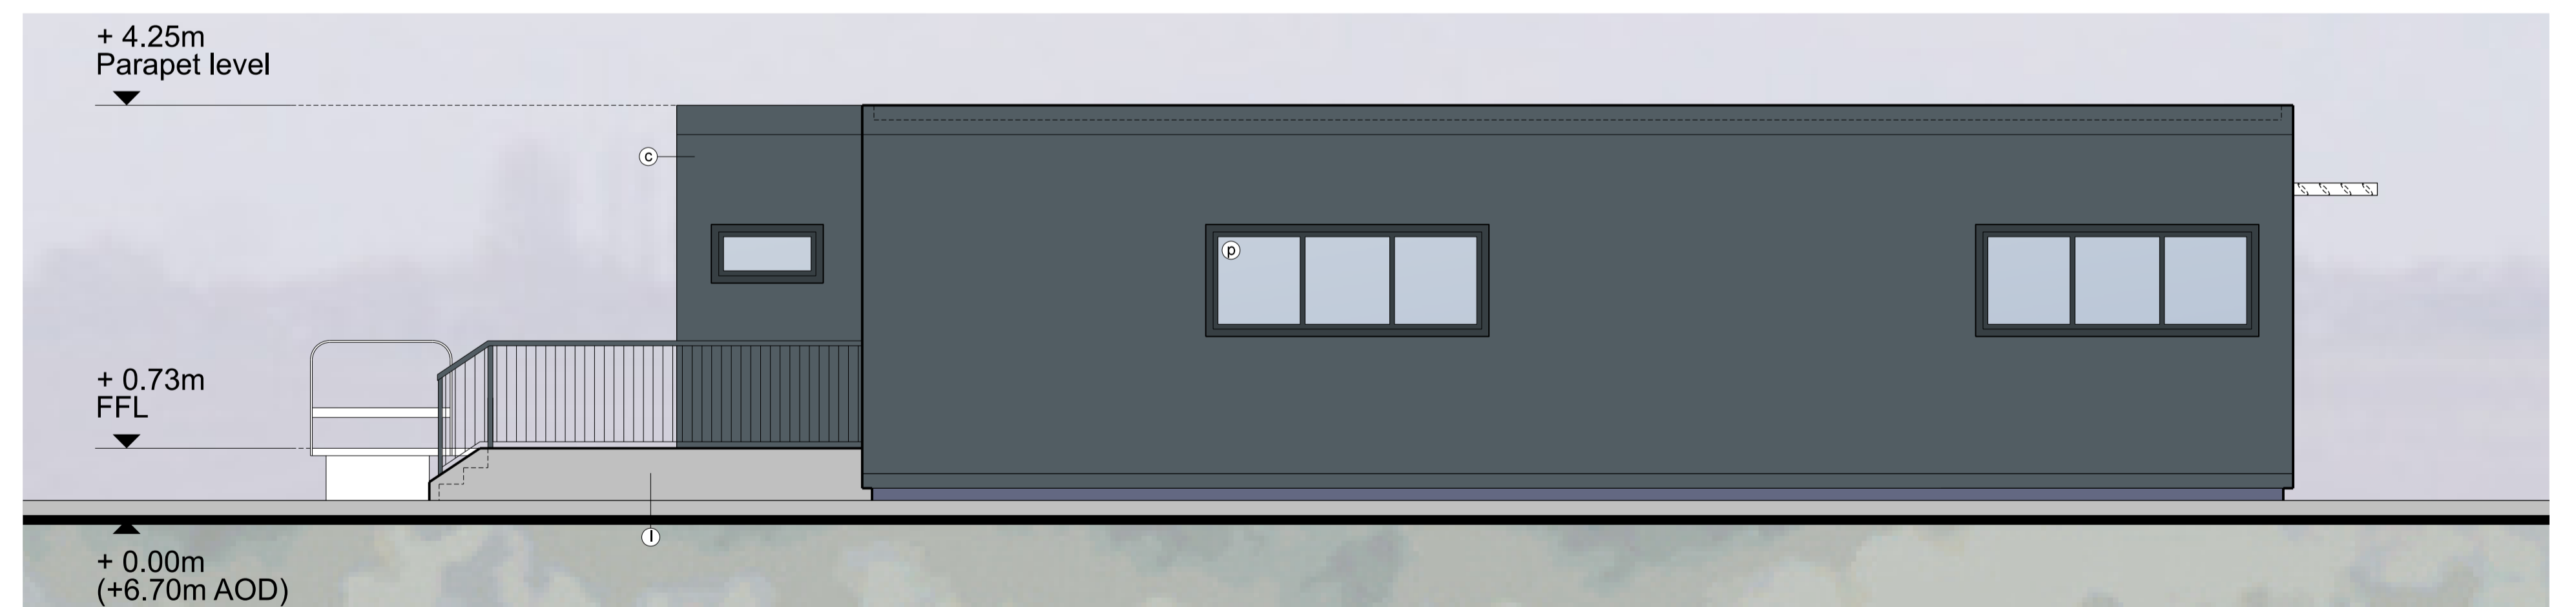 + 4.25m
Parapet level
c
p
+ 0.73m
FFL
l
+ 0.00m
(+6.70m AOD)